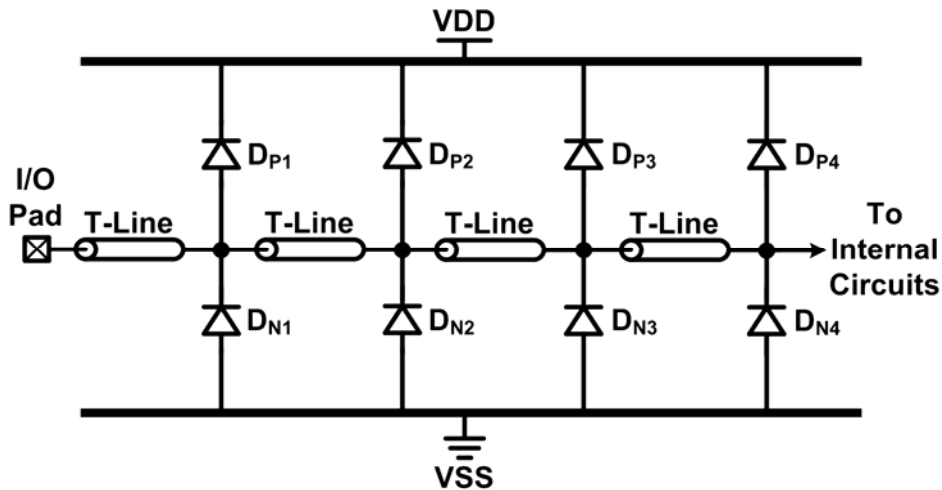 VDD
DP1
DP2
DP3
DP4
I/O
Pad
T-Line
T-Line
T-Line
T-Line
To
Internal
Circuits
DN1
DN2
DN3
DN4
VSS